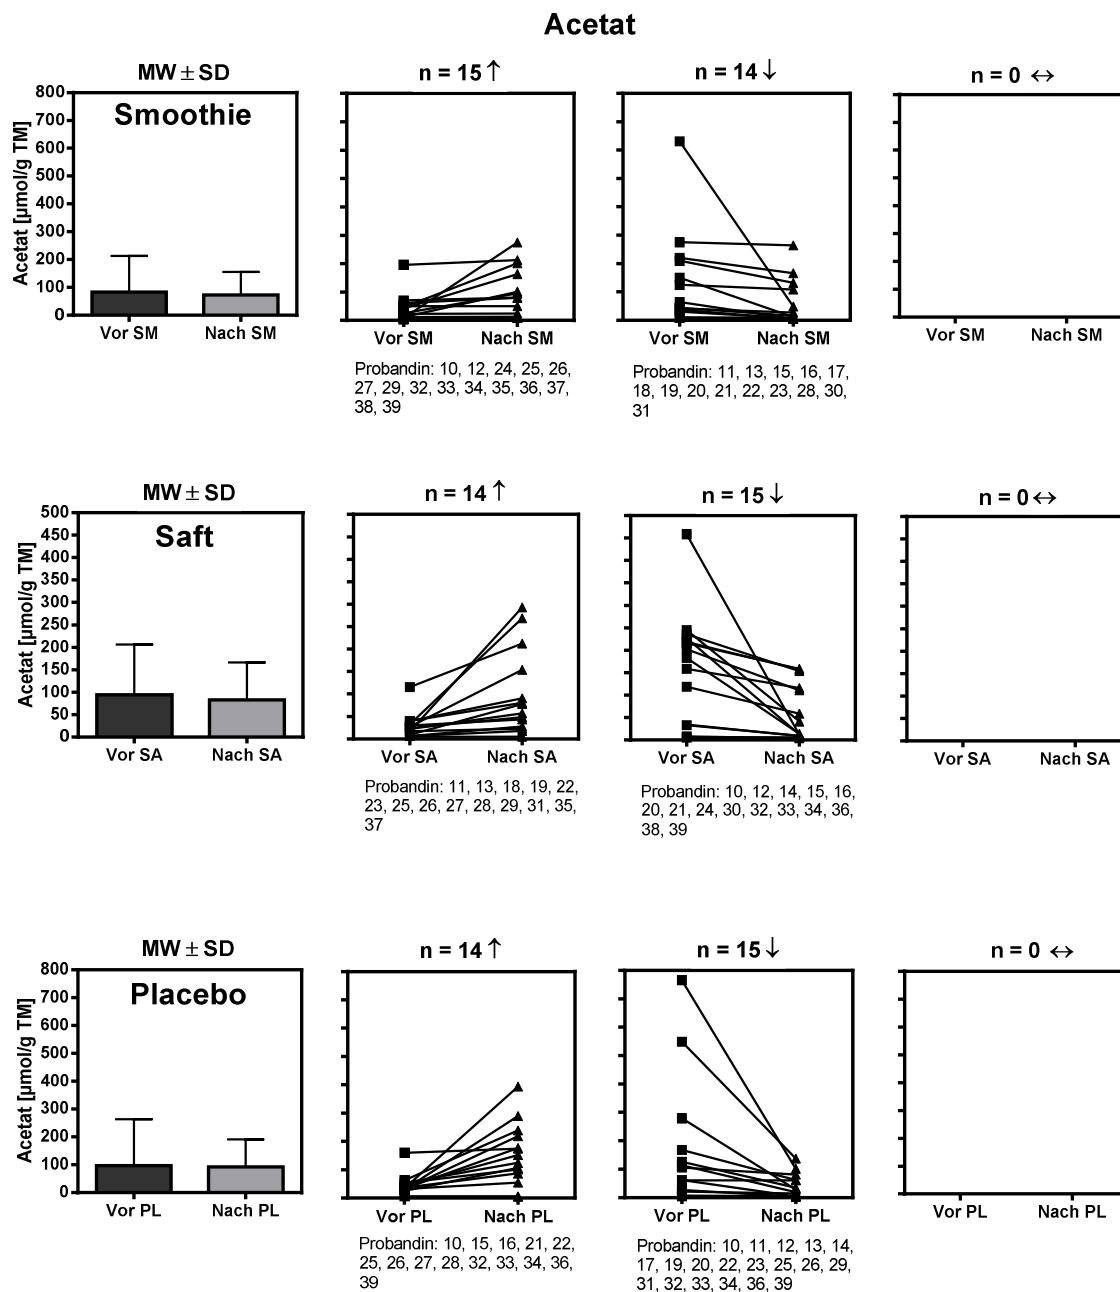 Acetat
MW ± SD
n = 15 ↑
n = 14 ↓
n = 0 ↔
Smoothie
Acetat [µmol/g TM]
800
700
600
500
400
300
200
100
0
Vor SM
Nach SM
Vor SM
Nach SM
Vor SM
Nach SM
Vor SM
Nach SM
Probandin: 10, 12, 24, 25, 26,
27, 29, 32, 33, 34, 35, 36, 37,
38, 39
Probandin: 11, 13, 15, 16, 17,
18, 19, 20, 21, 22, 23, 28, 30,
31
MW ± SD
n = 14 ↑
n = 15 ↓
n = 0 ↔
Saft
Acetat [µmol/g TM]
500
450
400
350
300
250
200
150
100
50
0
Vor SA
Nach SA
Vor SA
Nach SA
Vor SA
Nach SA
Vor SA
Nach SA
Probandin: 11, 13, 18, 19, 22,
23, 25, 26, 27, 28, 29, 31, 35,
37
Probandin: 10, 12, 14, 15, 16,
20, 21, 24, 30, 32, 33, 34, 36,
38, 39
MW ± SD
n = 14 ↑
n = 15 ↓
n = 0 ↔
Placebo
Acetat [µmol/g TM]
800
700
600
500
400
300
200
100
0
Vor PL
Nach PL
Vor PL
Nach PL
Vor PL
Nach PL
Vor PL
Nach PL
Probandin: 10, 15, 16, 21, 22,
25, 26, 27, 28, 32, 33, 34, 36,
39
Probandin: 10, 11, 12, 13, 14,
17, 19, 20, 22, 23, 25, 26, 29,
31, 32, 33, 34, 36, 39